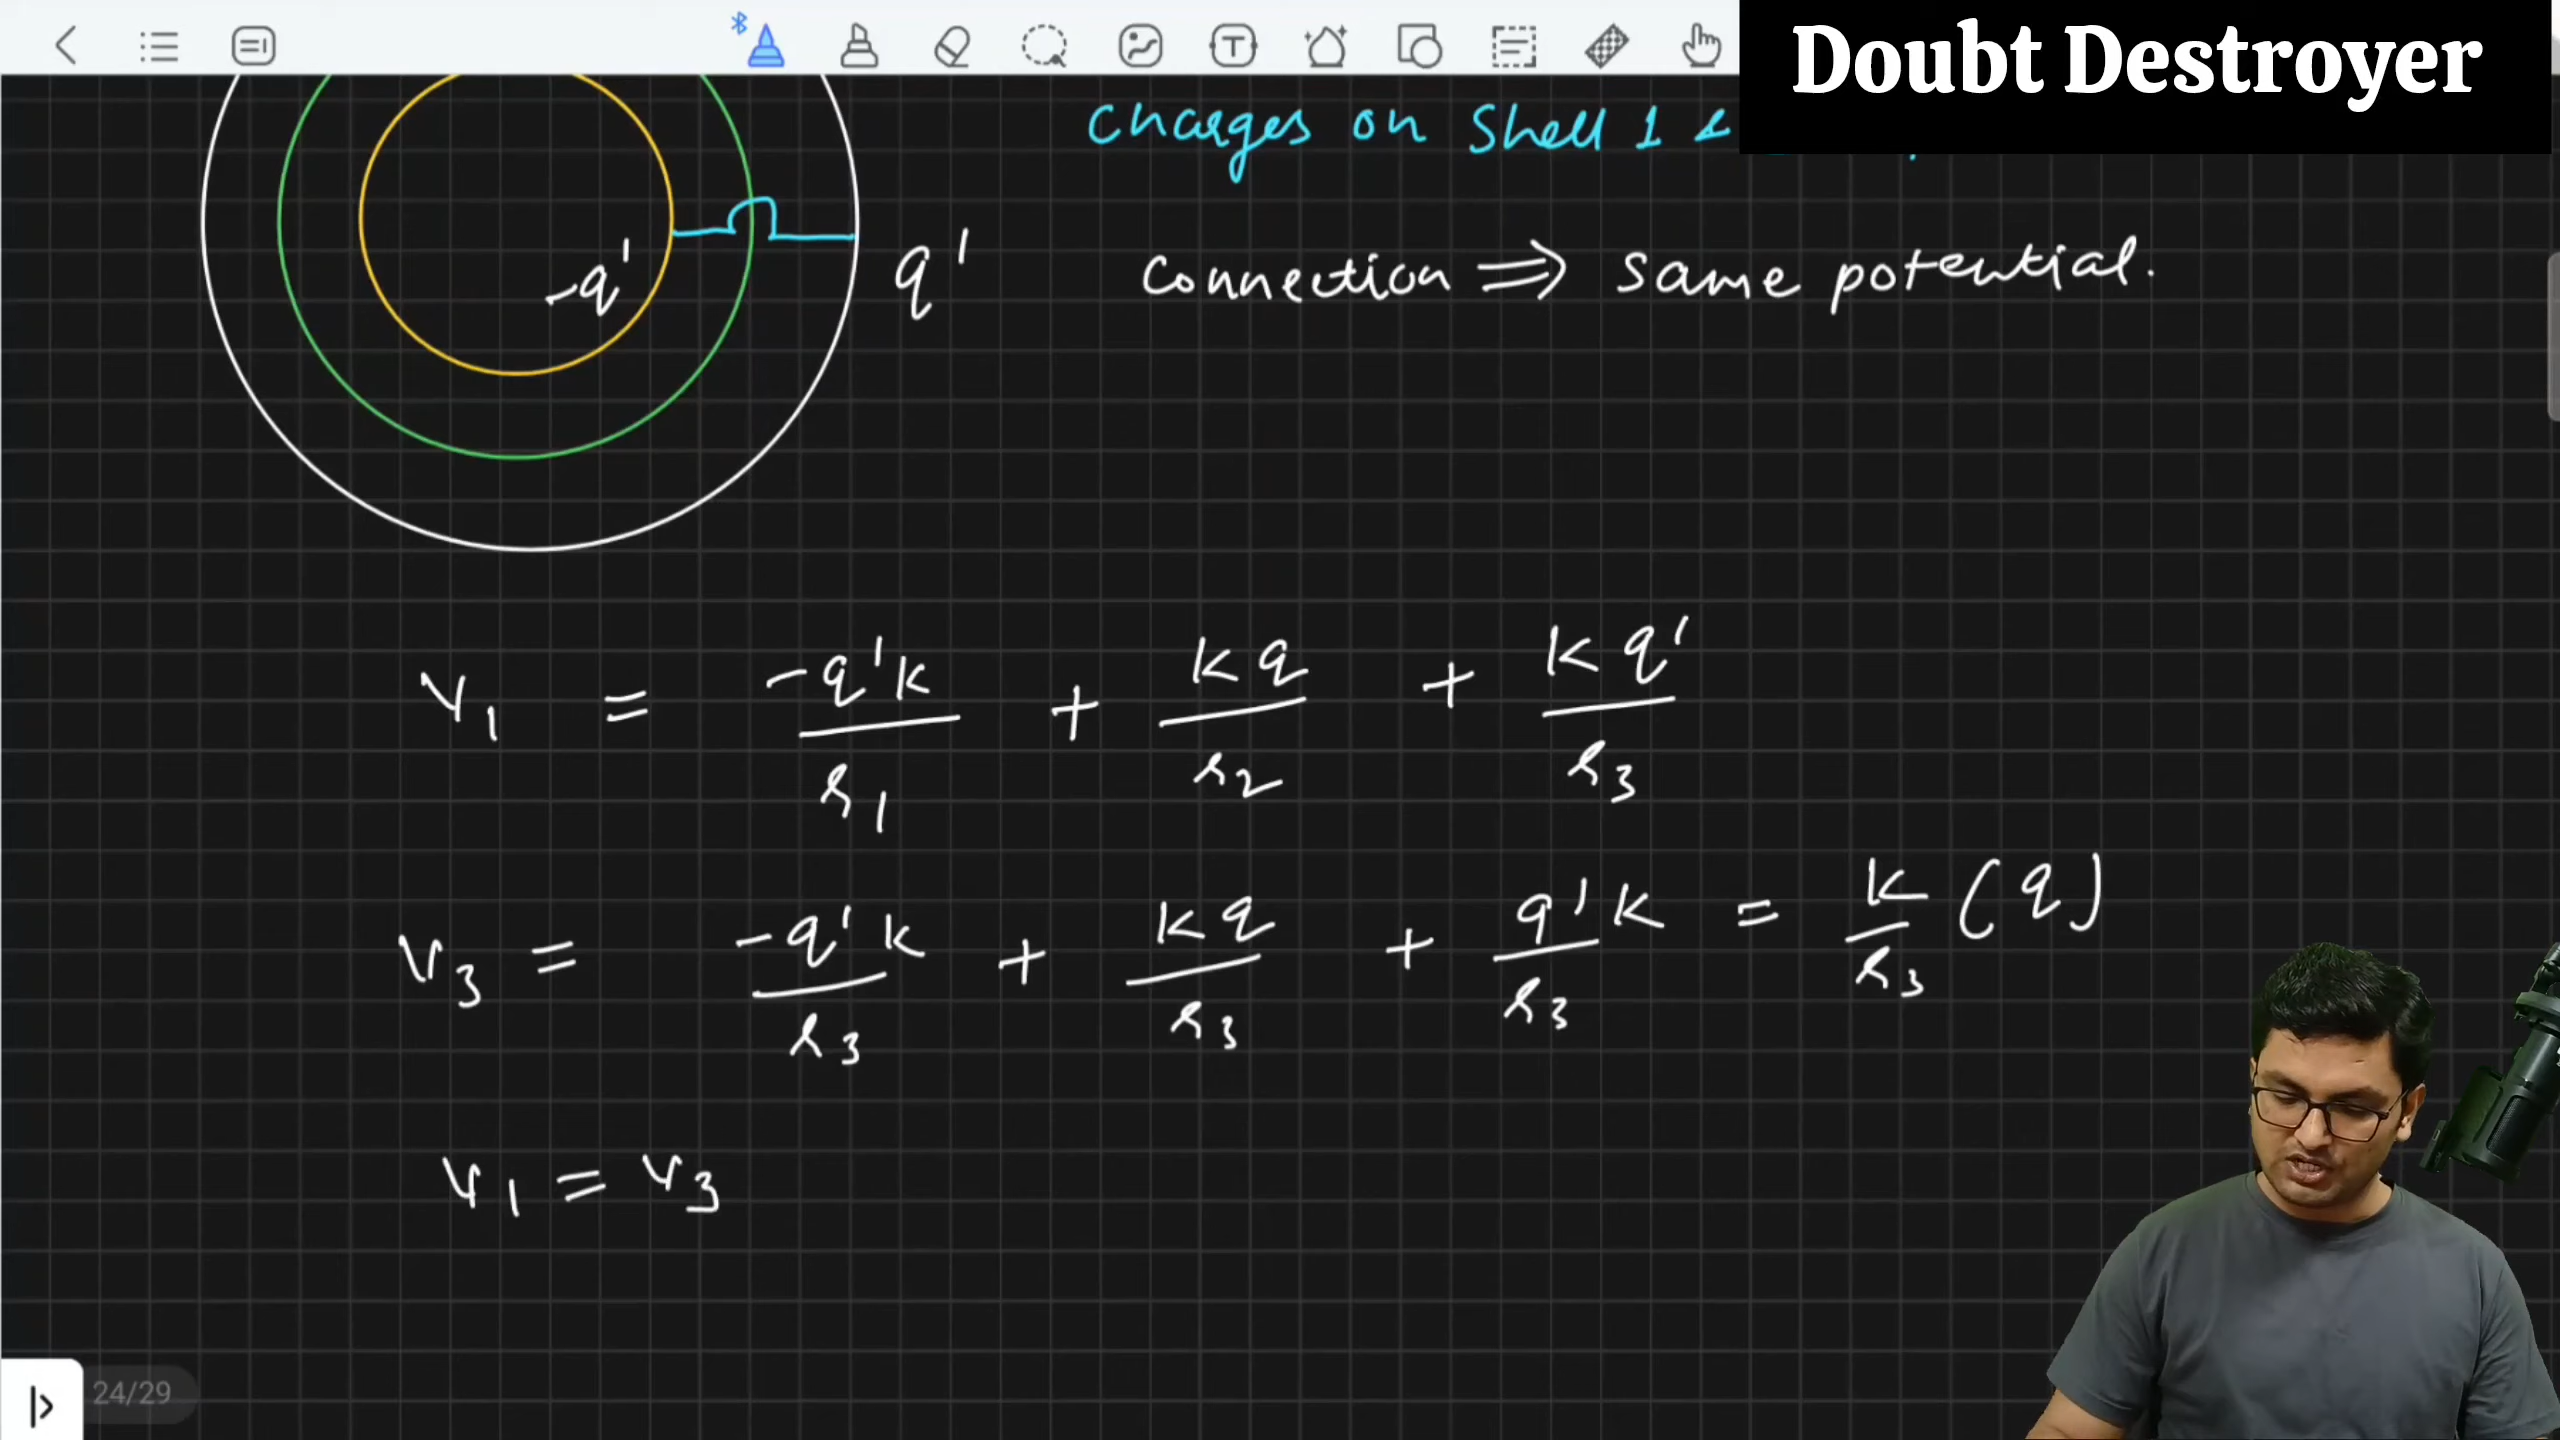 Doubt Destroyer
Charges on Shell 1 &
-q' q' Connection ⇒ same potential.
V₁ = -q'k/r₁ + kq/r₂ + kq'/r₃
V₃ = -q'k/r₃ + kq/r₃ + q'k/r₃ = k/r₃ (q)
V₁ = V₃
24/29